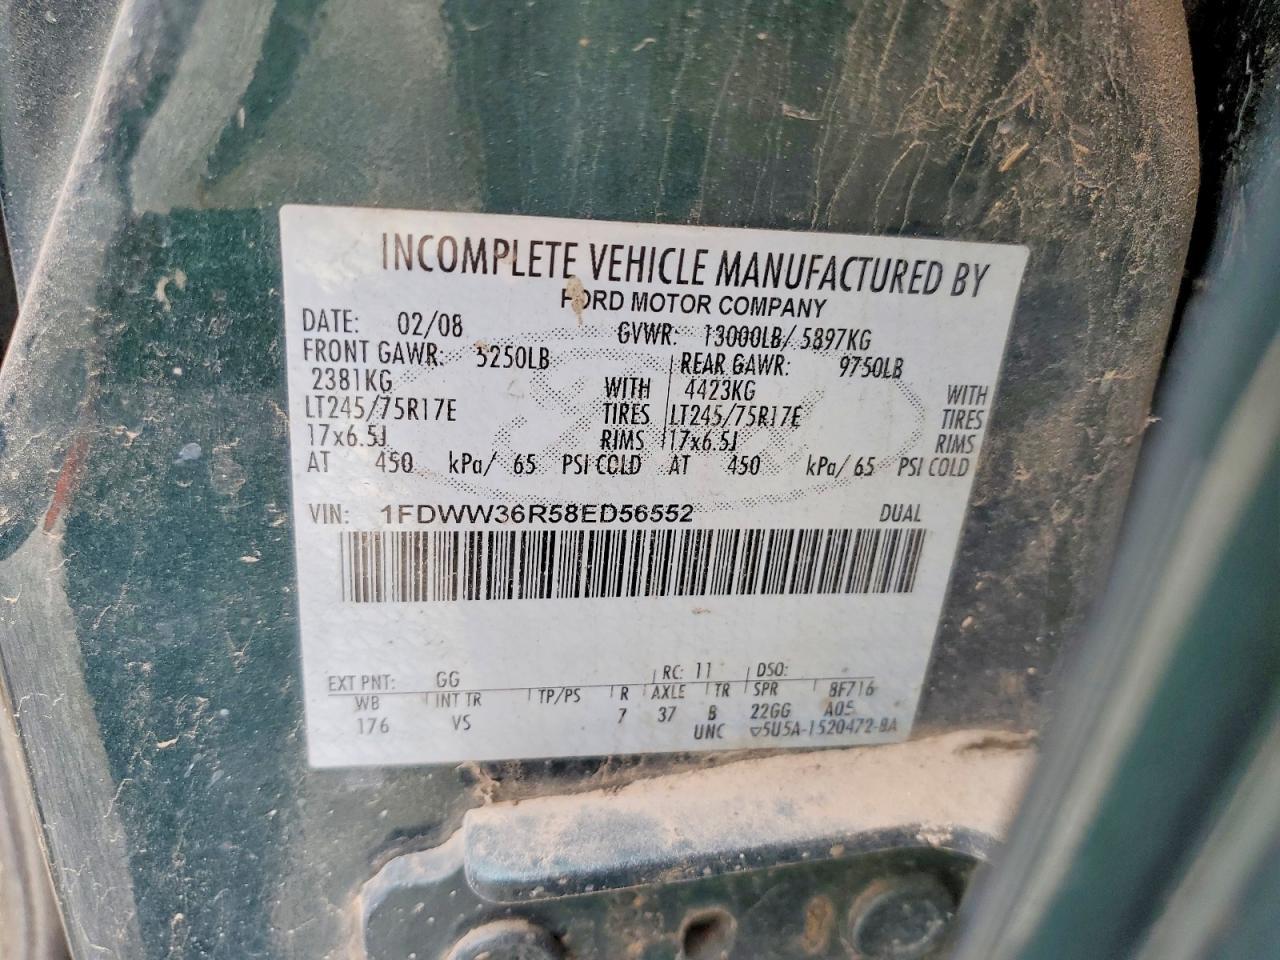 INCOMPLETE VEHICLE MANUFACTURED BY
FORD MOTOR COMPANY
DATE: 02/08 GVWR: 13000LB/ 5897KG
FRONT GAWR: 5250LB REAR GAWR: 9750LB
2381KG WITH 4423KG WITH
LT245/75R17E TIRES LT245/75R17E TIRES
17x6.5J RIMS 17x6.5J RIMS
AT 450 kPa/ 65 PSI COLD AT 450 kPa/ 65 PSI COLD
VIN: 1FDWW36R58ED56552 DUAL
EXT PNT: GG RC: 11 DSO:
WB INT TR TP/PS R AXLE TR SPR 8F716
176 VS 7 37 B 22GG A05
UNC ▽5U5A-1520472-BA